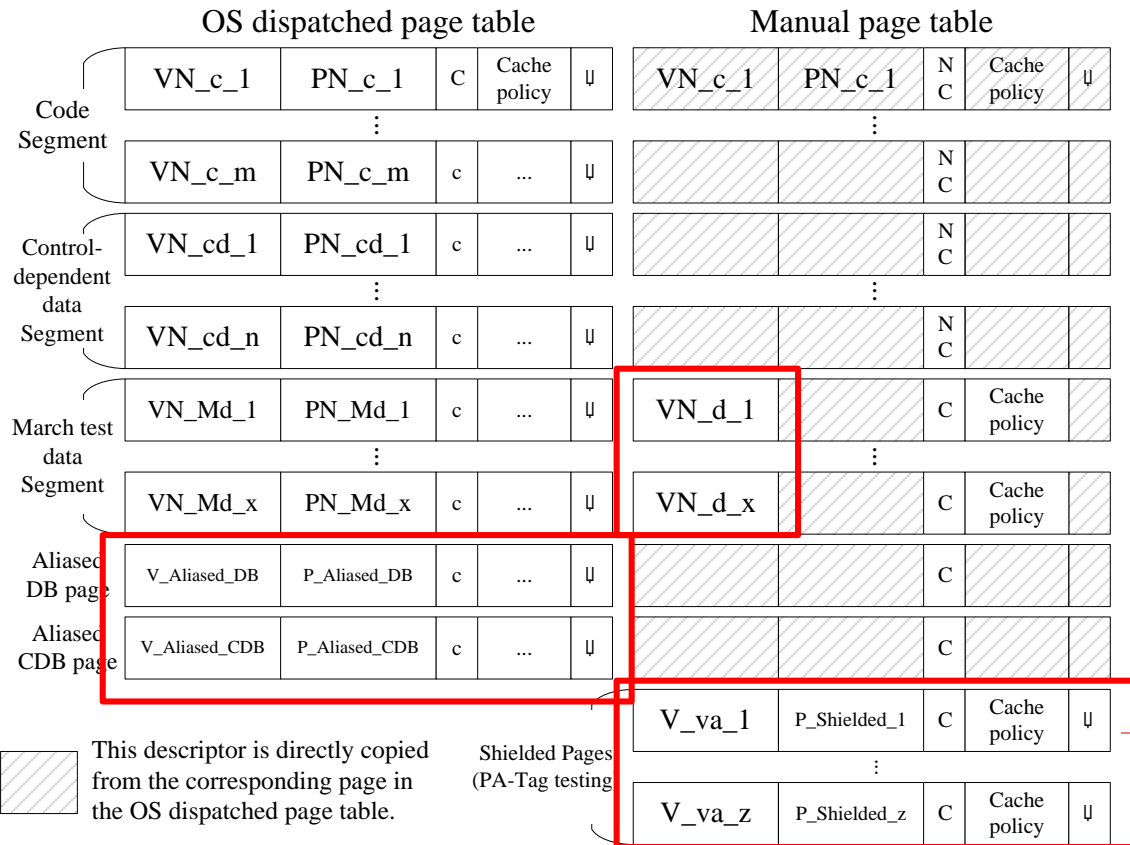 OS dispatched page table
Manual page table
Code
Segment
VN_c_1 PN_c_1 C Cache
policy
VN_c_1 PN_c_1 N
C Cache
policy
⋮
⋮
VN_c_m PN_c_m c ...
N
C
Control-
dependent
data
Segment
VN_cd_1 PN_cd_1 c ...
N
C
⋮
⋮
VN_cd_n PN_cd_n c ...
N
C
March test
data
Segment
VN_Md_1 PN_Md_1 c ...
VN_d_1 C Cache
policy
⋮
⋮
VN_Md_x PN_Md_x c ...
VN_d_x C Cache
policy
Aliased
DB page
V_Aliased_DB P_Aliased_DB c ...
C
Aliased
CDB page
V_Aliased_CDB P_Aliased_CDB c ...
C
Shielded Pages
(PA-Tag testing
V_va_1 P_Shielded_1 C Cache
policy
⋮
V_va_z P_Shielded_z C Cache
policy
This descriptor is directly copied
from the corresponding page in
the OS dispatched page table.